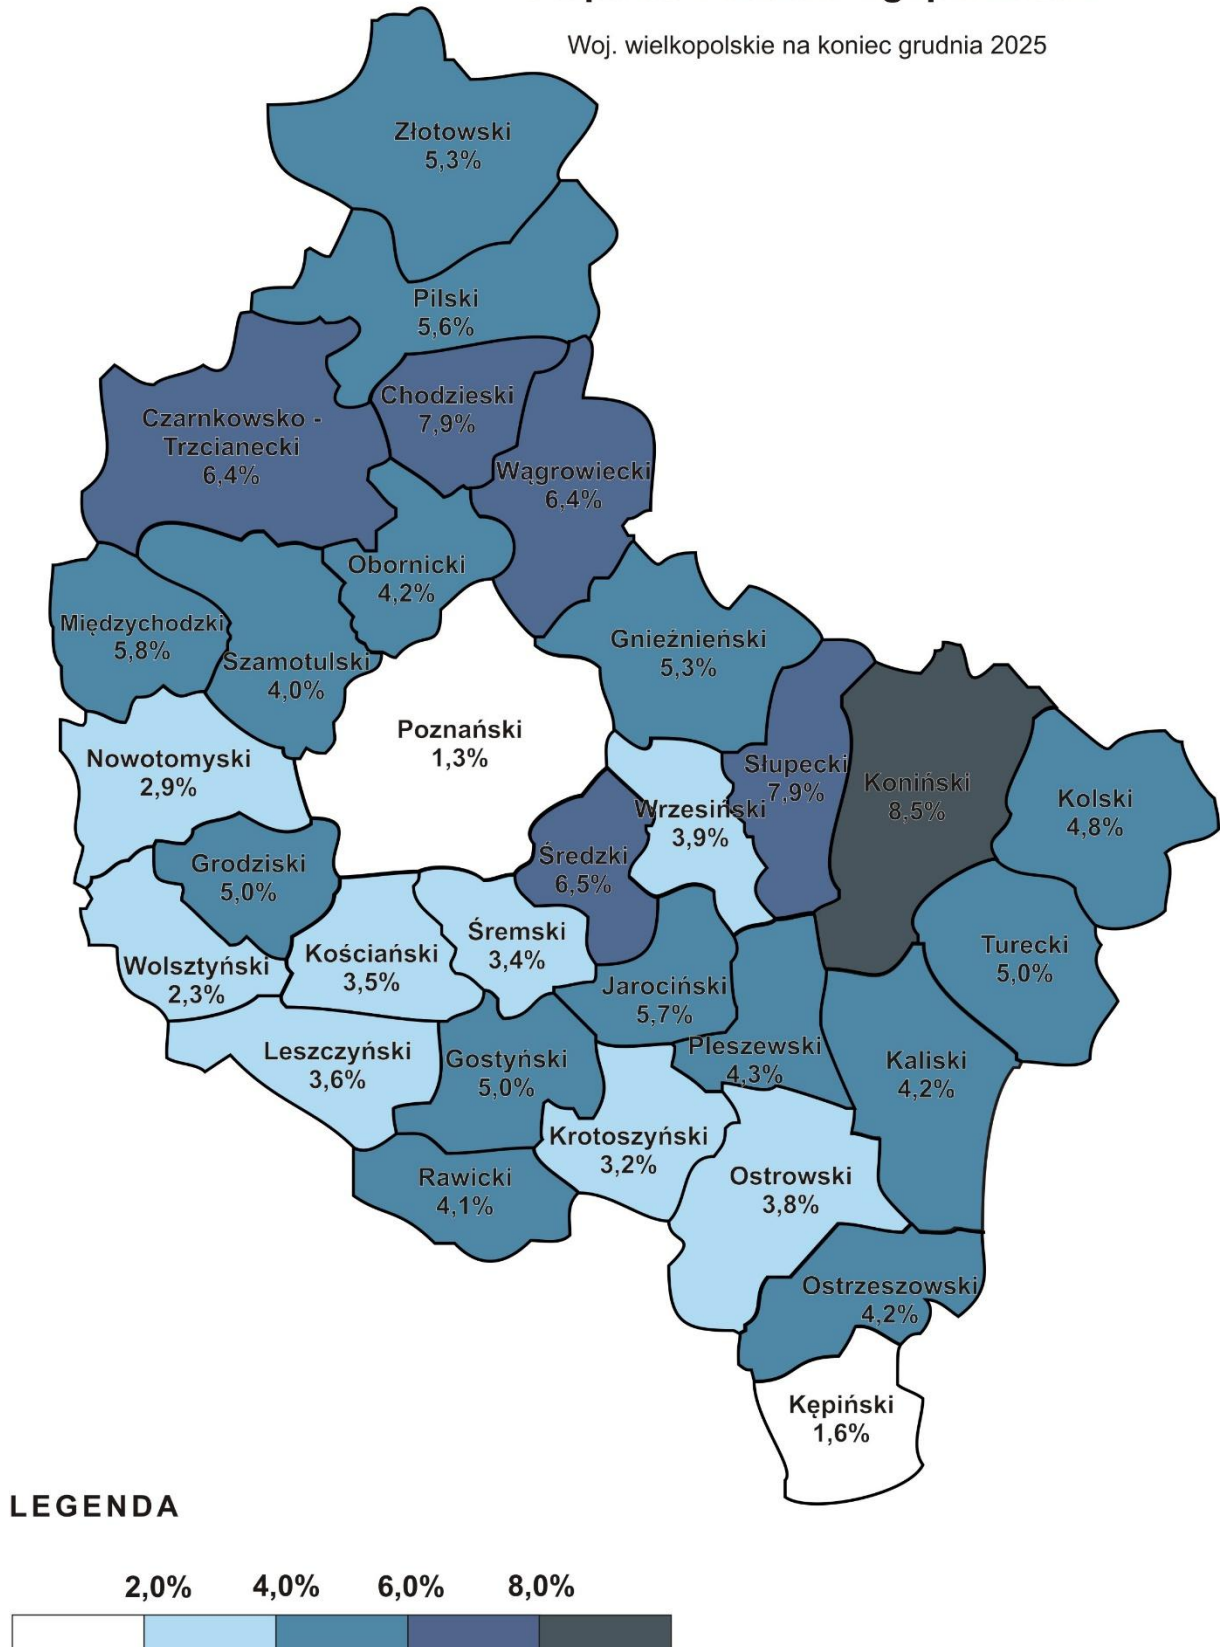 Woj. wielkopolskie na koniec grudnia 2025
Złotowski
5,3%
Pilski
5,6%
Chodzieski
7,9%
Czarnkowsko -
Trzcianecki
6,4%
Wągrowiecki
6,4%
Obornicki
4,2%
Międzychodzki
5,8%
Szamotulski
4,0%
Gnieźnieński
5,3%
Poznański
1,3%
Nowotomyski
2,9%
Słupecki
7,9%
Koniński
8,5%
Kolski
4,8%
Wrzesiński
3,9%
Grodziski
5,0%
Średzki
6,5%
Śremski
3,4%
Kościański
3,5%
Wolsztyński
2,3%
Turecki
5,0%
Jarociński
5,7%
Leszczyński
3,6%
Gostyński
5,0%
Pleszewski
4,3%
Kaliski
4,2%
Krotoszyński
3,2%
Rawicki
4,1%
Ostrowski
3,8%
Ostrzeszowski
4,2%
Kępiński
1,6%
LEGENDA
2,0% 4,0% 6,0% 8,0%